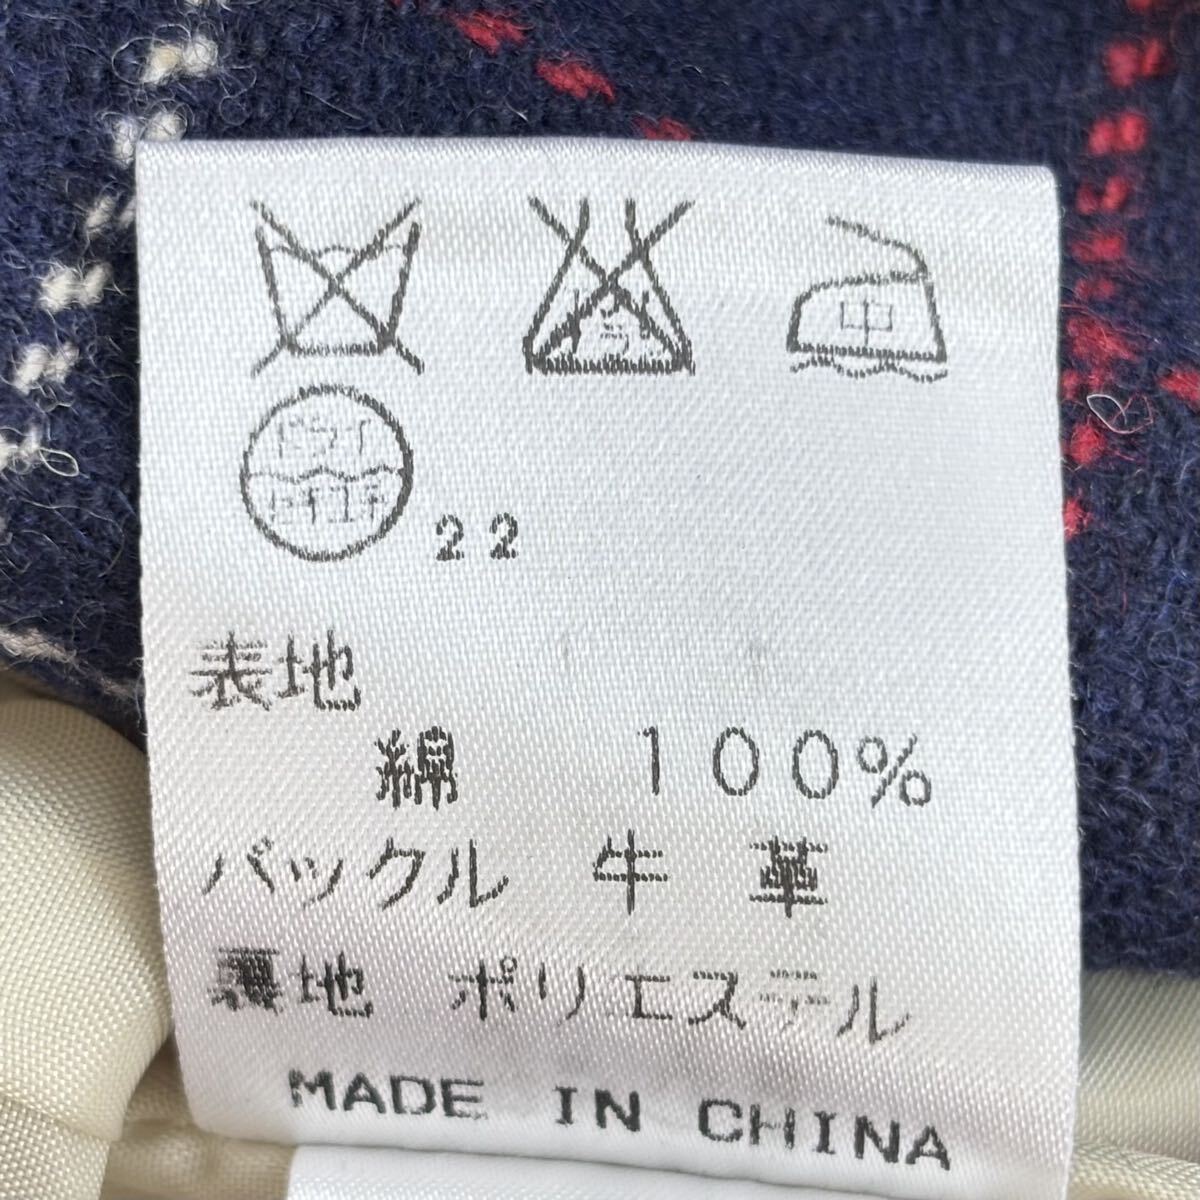 中
ドライ
セキユキ
22
表地
綿 100%
バックル 牛 革
裏地 ポリエステル
MADE IN CHINA